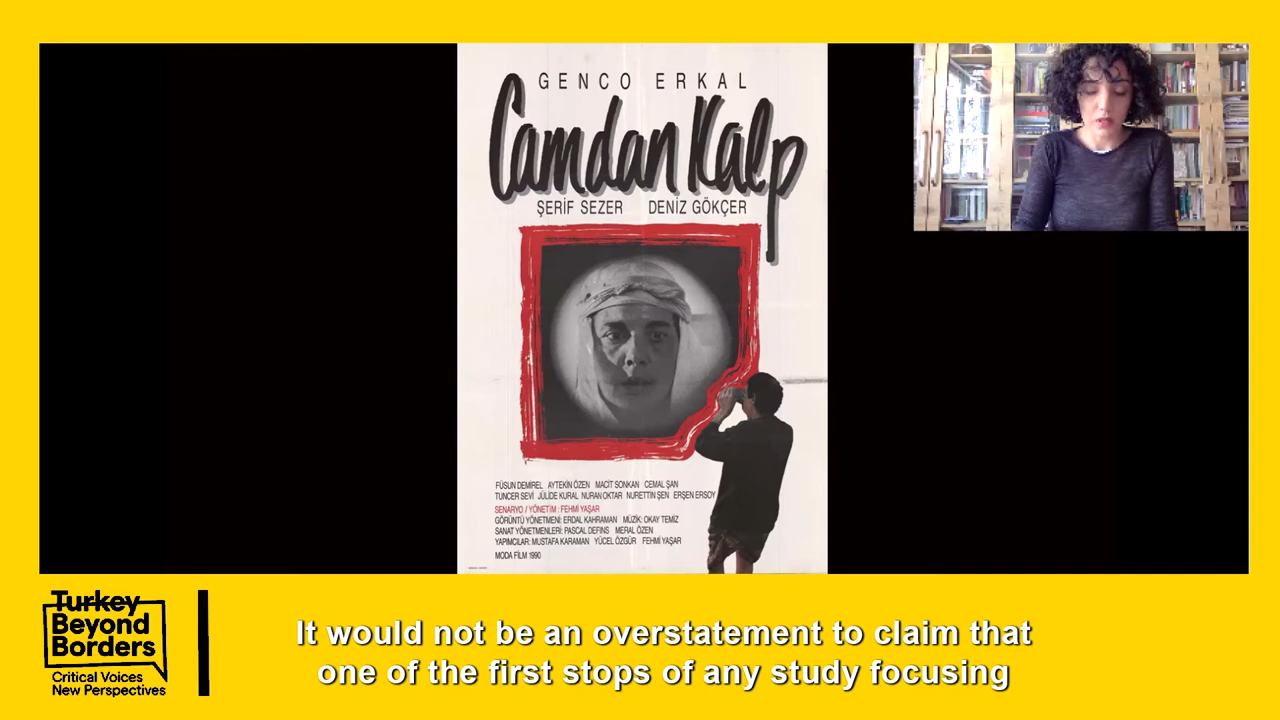 GENCO ERKAL
Camdan Kalp
ŞERİF SEZER DENİZ GÖKÇER
FÜSUN DEMİREL AYTEKİN ÖZEN MACİT SONKAN CEMAL ŞAN
TUNCER SEVİ JÜLİDE KURAL NURAN OKTAR NURETTİN ŞEN ERŞEN ERSOY
SENARYO / YÖNETİM : FEHMİ YAŞAR
GÖRÜNTÜ YÖNETMENİ: ERDAL KAHRAMAN MÜZİK: OKAY TEMİZ
SANAT YÖNETMENLERİ: PASCAL DEFINS MERAL ÖZEN
YAPIMCILAR: MUSTAFA KARAMAN YÜCEL ÖZGÜR FEHMİ YAŞAR
MODA FİLM 1990
Turkey
Beyond
Borders
Critical Voices
New Perspectives
It would not be an overstatement to claim that
one of the first stops of any study focusing